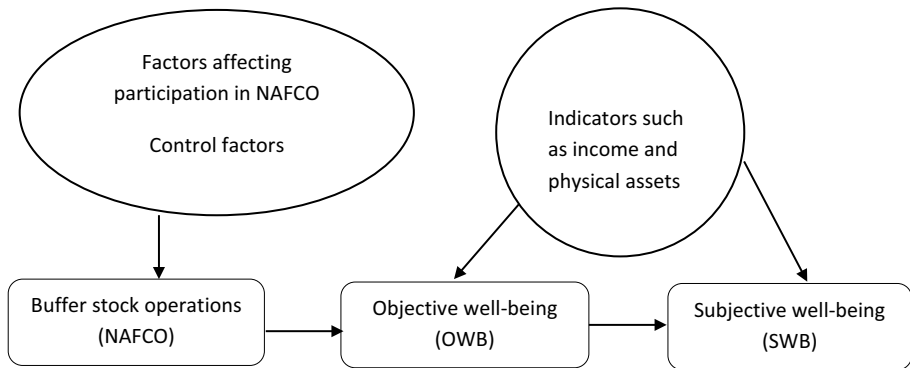 Factors affecting
participation in NAFCO
Control factors
Indicators such
as income and
physical assets
Buffer stock operations
(NAFCO)
Objective well-being
(OWB)
Subjective well-being
(SWB)